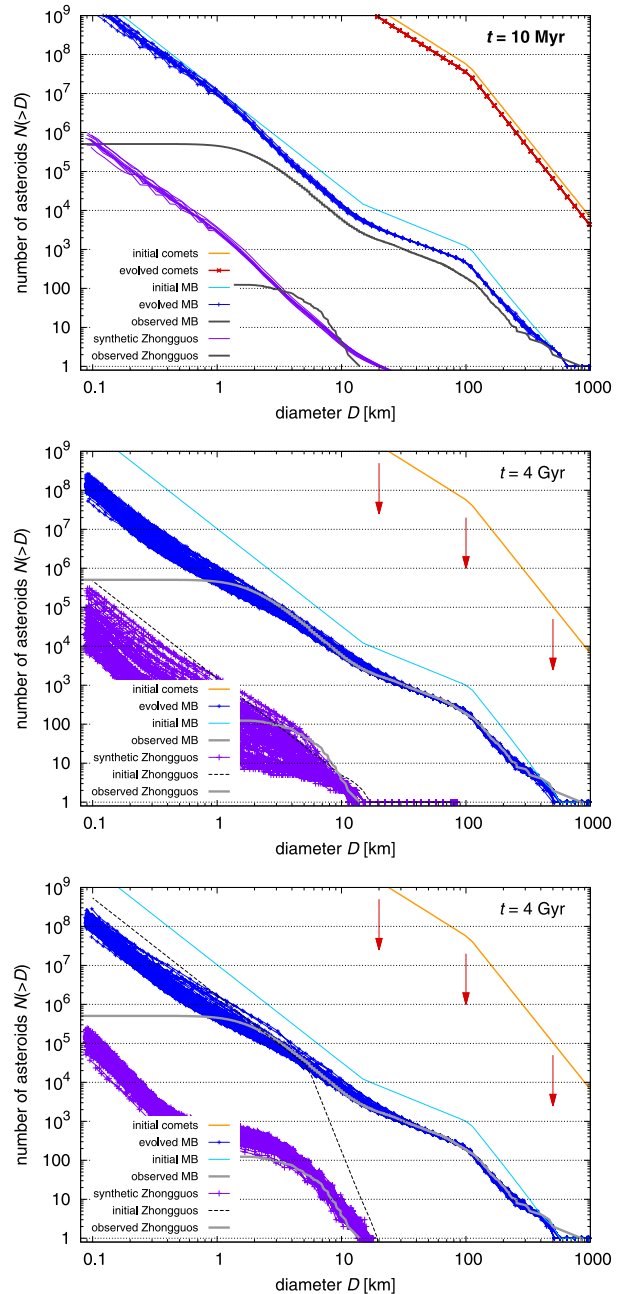 10⁹
10⁸
10⁷
10⁶
10⁵
10⁴
10³
100
10
1
number of asteroids N(>D)
t = 10 Myr
initial comets
evolved comets
initial MB
evolved MB
observed MB
synthetic Zhongguos
observed Zhongguos
0.1 1 10 100 1000
diameter D [km]
10⁹
10⁸
10⁷
10⁶
10⁵
10⁴
10³
100
10
1
number of asteroids N(>D)
t = 4 Gyr
initial comets
evolved MB
initial MB
observed MB
synthetic Zhongguos
initial Zhongguos
observed Zhongguos
0.1 1 10 100 1000
diameter D [km]
10⁹
10⁸
10⁷
10⁶
10⁵
10⁴
10³
100
10
1
number of asteroids N(>D)
t = 4 Gyr
initial comets
evolved MB
initial MB
observed MB
synthetic Zhongguos
initial Zhongguos
observed Zhongguos
0.1 1 10 100 1000
diameter D [km]